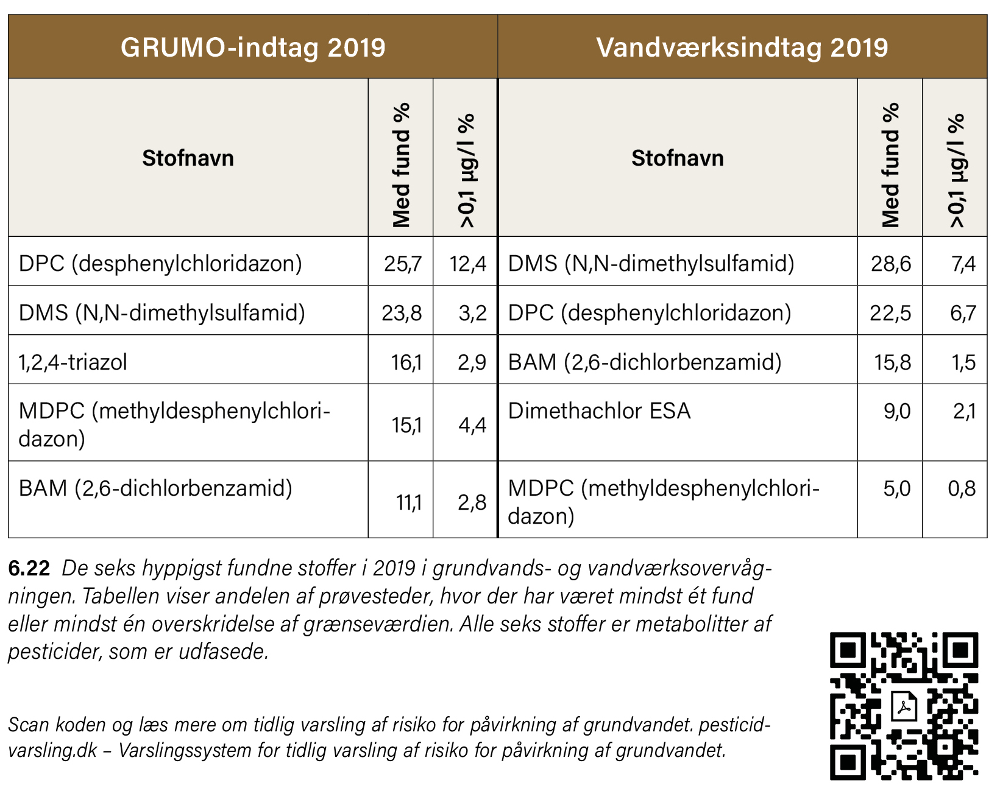 GRUMO-indtag 2019
Vandværksindtag 2019
Stofnavn
Med fund %
>0,1 µg/l %
Stofnavn
Med fund %
>0,1 µg/l %
DPC (desphenylchloridazon) 25,7 12,4 DMS (N,N-dimethylsulfamid) 28,6 7,4
DMS (N,N-dimethylsulfamid) 23,8 3,2 DPC (desphenylchloridazon) 22,5 6,7
1,2,4-triazol 16,1 2,9 BAM (2,6-dichlorbenzamid) 15,8 1,5
MDPC (methyldesphenylchlori-
dazon) 15,1 4,4 Dimethachlor ESA 9,0 2,1
BAM (2,6-dichlorbenzamid) 11,1 2,8 MDPC (methyldesphenylchlori-
dazon) 5,0 0,8
6.22 De seks hyppigst fundne stoffer i 2019 i grundvands- og vandværksovervåg-
ningen. Tabellen viser andelen af prøvesteder, hvor der har været mindst ét fund
eller mindst én overskridelse af grænseværdien. Alle seks stoffer er metabolitter af
pesticider, som er udfasede.
Scan koden og læs mere om tidlig varsling af risiko for påvirkning af grundvandet. pesticid-
varsling.dk – Varslingssystem for tidlig varsling af risiko for påvirkning af grundvandet.